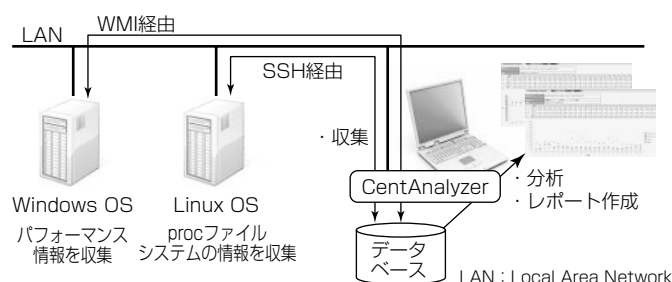 LAN
WMI経由
SSH経由
・収集
CentAnalyzer
・分析
・レポート作成
Windows OS
パフォーマンス
情報を収集
Linux OS
procファイル
システムの情報を収集
データ
ベース
LAN：Local Area Network